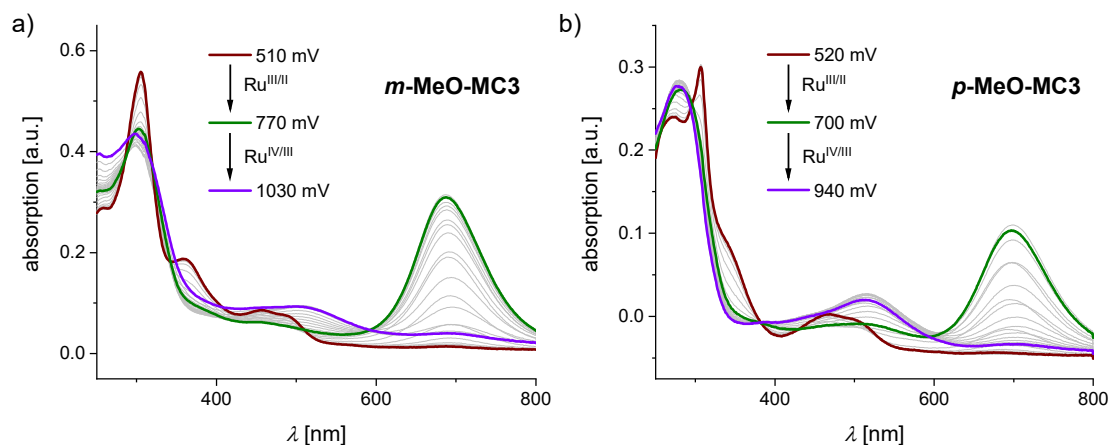 a)
0.6
0.4
0.2
0.0
absorption [a.u.]
510 mV
Ru^III/II
770 mV
Ru^IV/III
1030 mV
m-MeO-MC3
400 600 800
λ [nm]
b)
0.3
0.2
0.1
0.0
absorption [a.u.]
520 mV
Ru^III/II
700 mV
Ru^IV/III
940 mV
p-MeO-MC3
400 600 800
λ [nm]